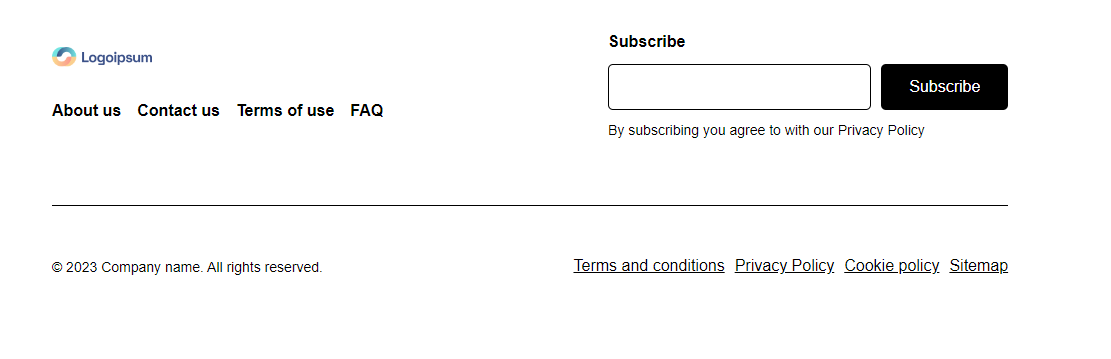 Logoipsum
About us Contact us Terms of use FAQ
Subscribe
Subscribe
By subscribing you agree to with our Privacy Policy
© 2023 Company name. All rights reserved.
Terms and conditions Privacy Policy Cookie policy Sitemap